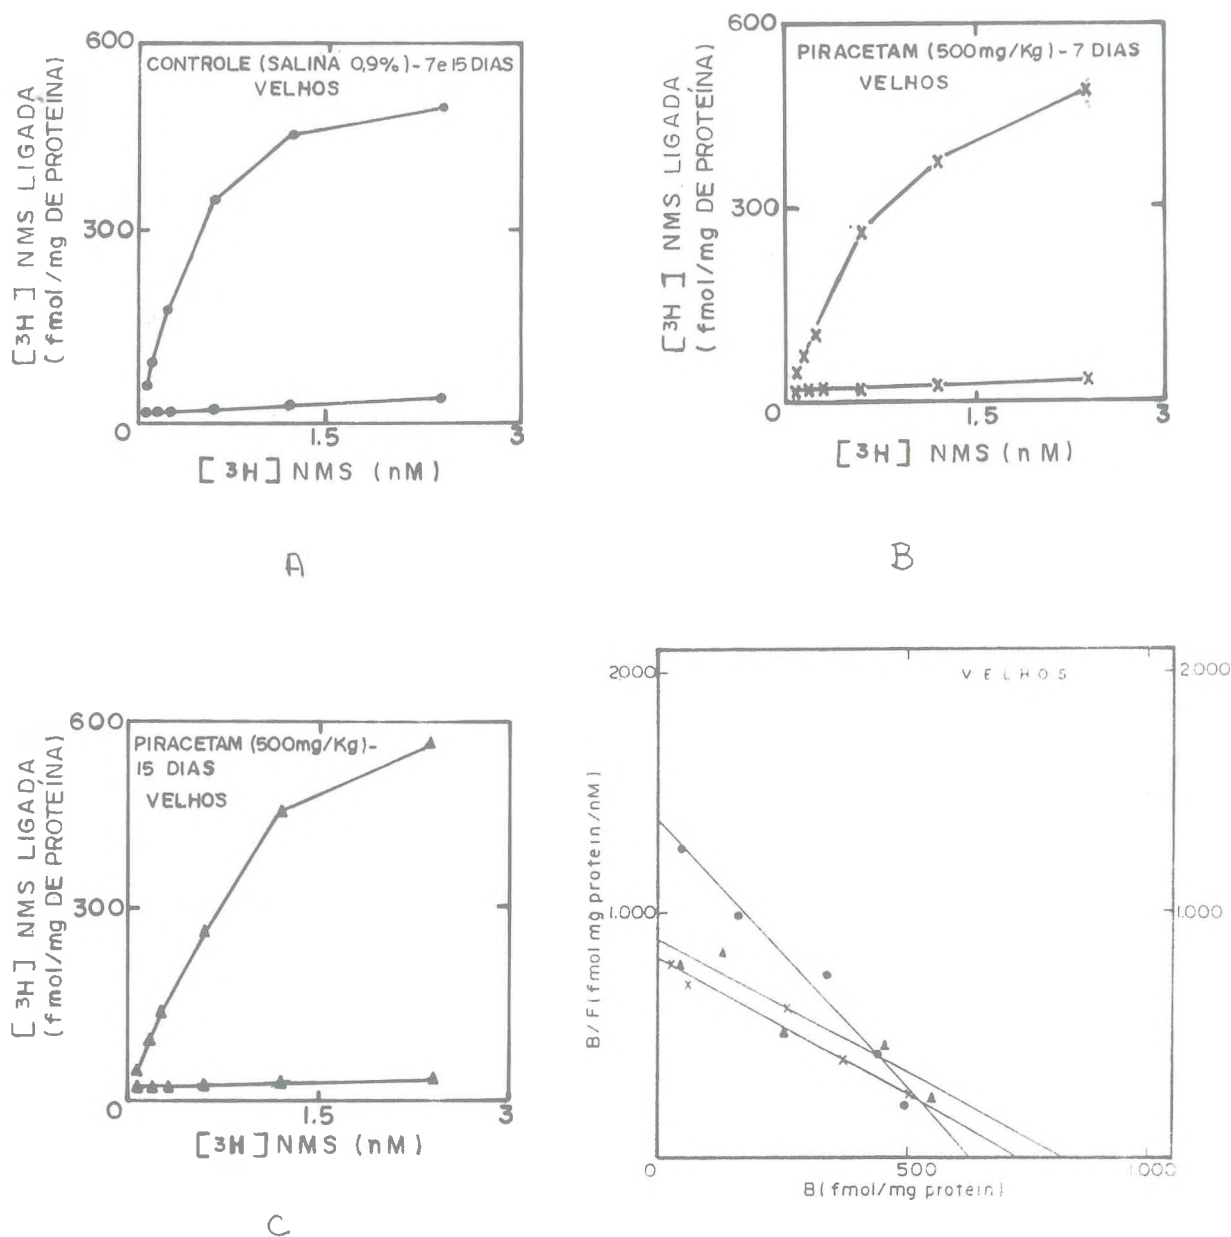 600
CONTROLE (SALINA 0,9%) - 7 e 15 DIAS
VELHOS
[3H] NMS LIGADA
(fmol/mg DE PROTEÍNA)
300
0
1.5
3
[3H] NMS (nM)
A
600
PIRACETAM (500mg/Kg) - 7 DIAS
VELHOS
[3H] NMS LIGADA
(fmol/mg DE PROTEÍNA)
300
0
1.5
3
[3H] NMS (nM)
B
600
PIRACETAM (500mg/Kg) -
15 DIAS
VELHOS
[3H] NMS LIGADA
(fmol/mg DE PROTEÍNA)
300
0
1.5
3
[3H] NMS (nM)
C
2000
VELHOS
2.000
B/F (fmol mg protein/nM)
1.000
1.000
0
500
1.000
B (fmol/mg protein)